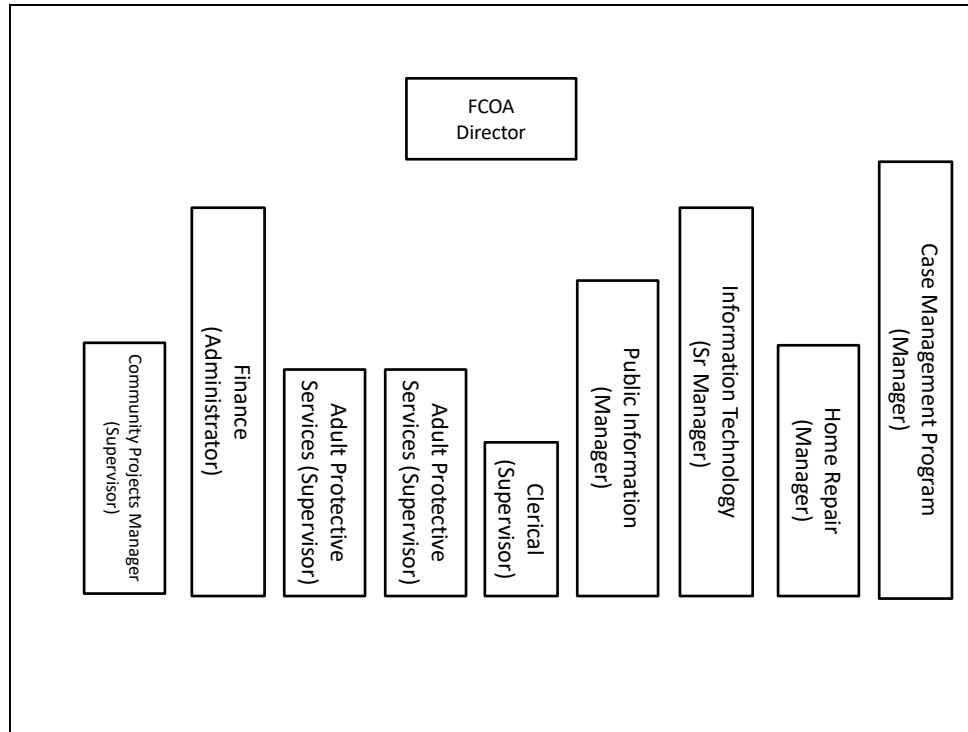 FCOA
Director
Community Projects Manager
(Supervisor)
Finance
(Administrator)
Adult Protective
Services (Supervisor)
Adult Protective
Services (Supervisor)
Clerical
(Supervisor)
Public Information
(Manager)
Information Technology
(Sr Manager)
Home Repair
(Manager)
Case Management Program
(Manager)